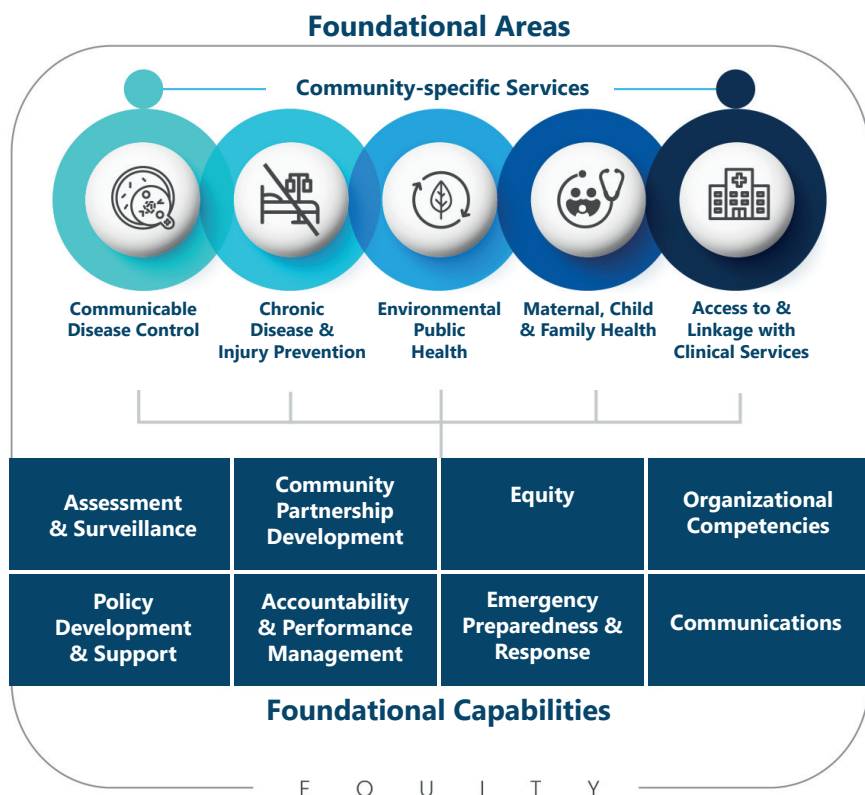 Foundational Areas
Community-specific Services
Communicable
Disease Control
Chronic
Disease &
Injury Prevention
Environmental
Public
Health
Maternal, Child
& Family Health
Access to &
Linkage with
Clinical Services
Assessment
& Surveillance
Community
Partnership
Development
Equity
Organizational
Competencies
Policy
Development
& Support
Accountability
& Performance
Management
Emergency
Preparedness &
Response
Communications
Foundational Capabilities
E Q U I T Y